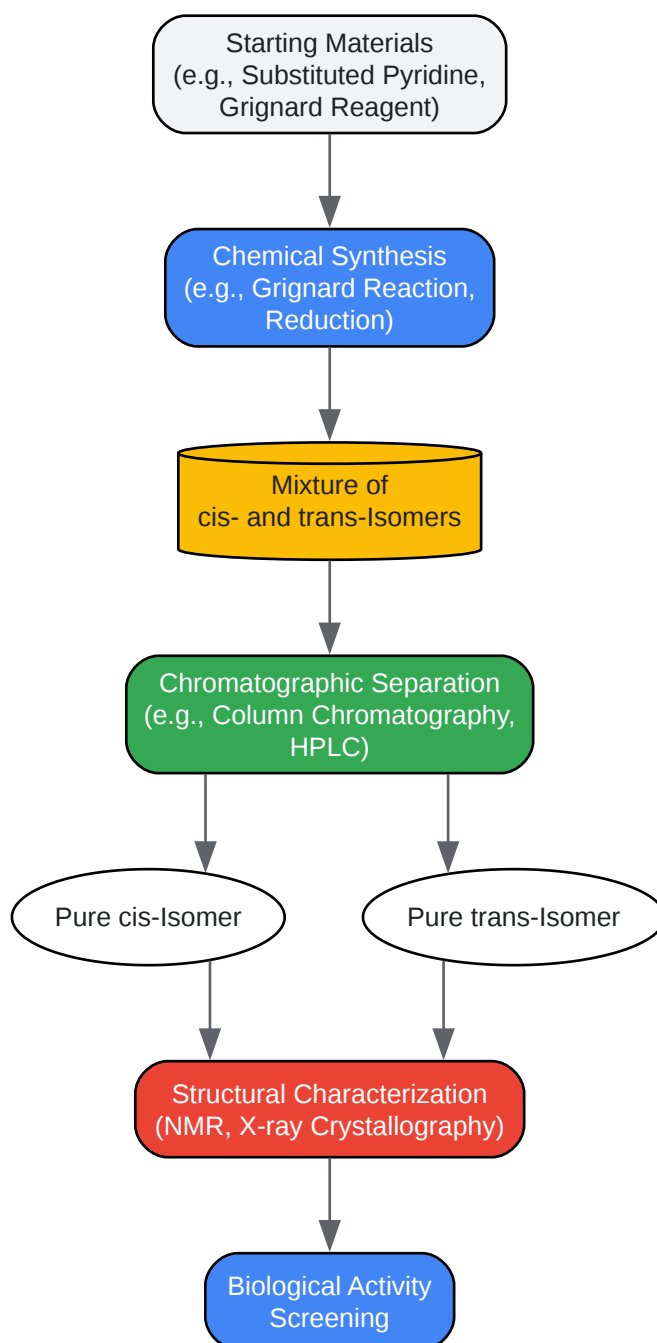 Starting Materials
(e.g., Substituted Pyridine,
Grignard Reagent)
Chemical Synthesis
(e.g., Grignard Reaction,
Reduction)
Mixture of
cis- and trans-Isomers
Chromatographic Separation
(e.g., Column Chromatography,
HPLC)
Pure cis-Isomer
Pure trans-Isomer
Structural Characterization
(NMR, X-ray Crystallography)
Biological Activity
Screening